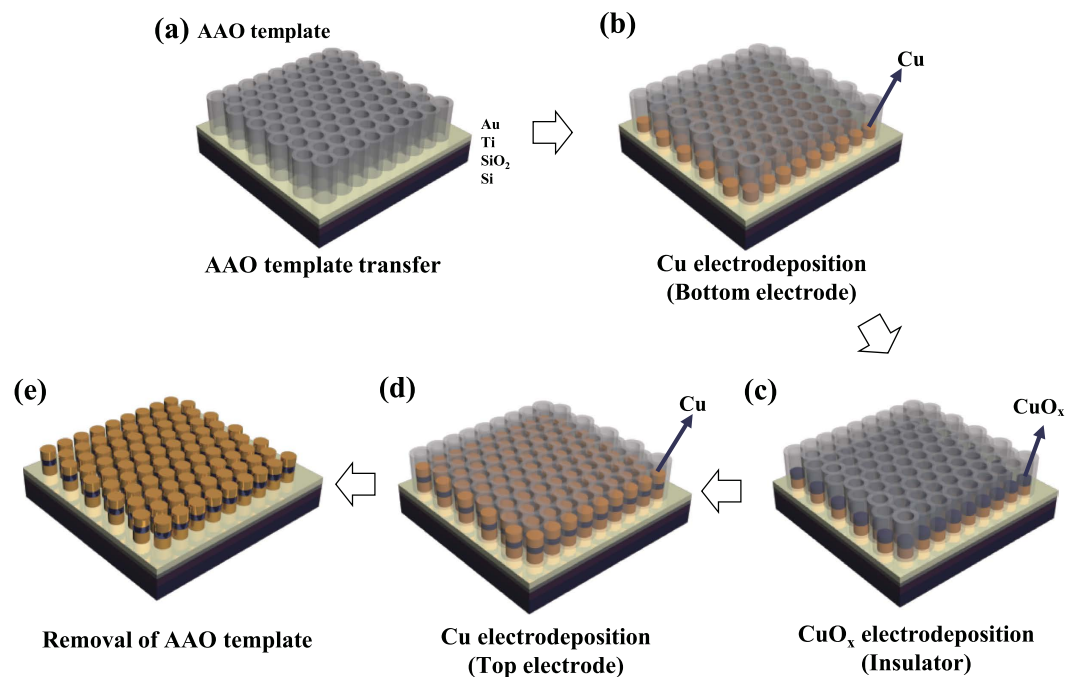 (a) AAO template
Au
Ti
SiO₂
Si
AAO template transfer
(b)
Cu
Cu electrodeposition
(Bottom electrode)
(c)
CuOₓ
CuOₓ electrodeposition
(Insulator)
(d)
Cu
Cu electrodeposition
(Top electrode)
(e)
Removal of AAO template